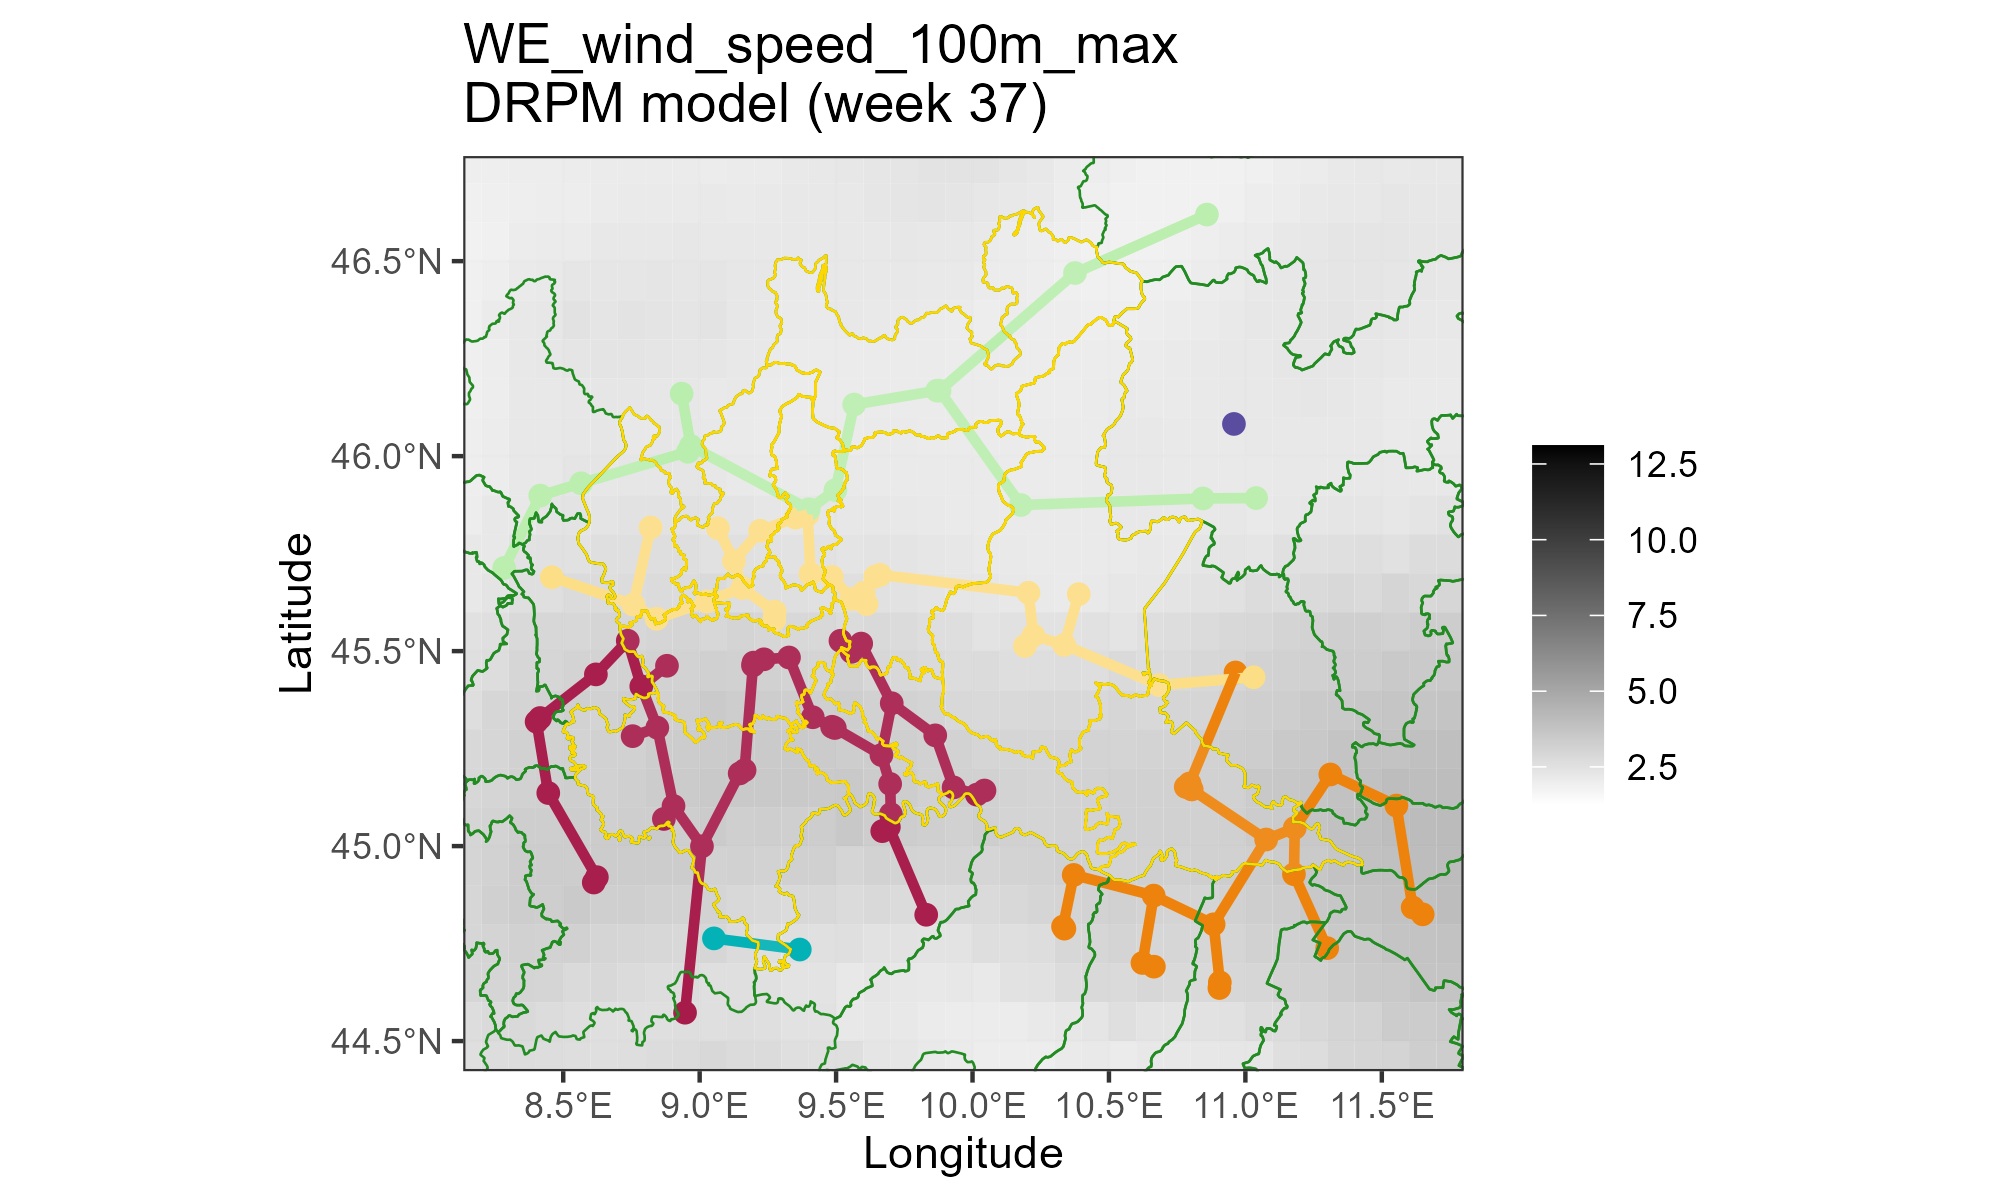 WE_wind_speed_100m_max
DRPM model (week 37)
46.5°N
46.0°N
45.5°N
45.0°N
44.5°N
Latitude
8.5°E
9.0°E
9.5°E
10.0°E
10.5°E
11.0°E
11.5°E
Longitude
12.5
10.0
7.5
5.0
2.5